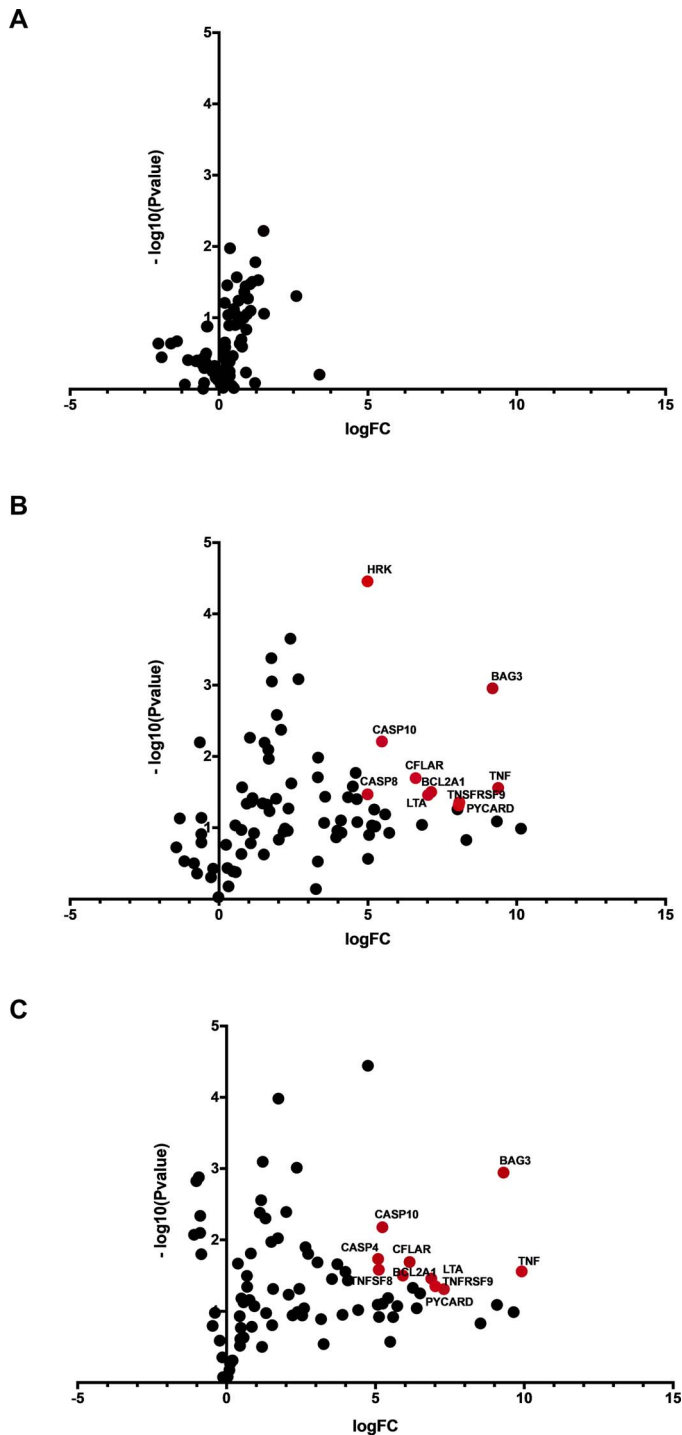 A
5
4
3
2
1
- log10(Pvalue)
-5 0 5 10 15
logFC
B
5
4
3
2
1
- log10(Pvalue)
HRK
BAG3
CASP10
CFLAR
CASP8 BCL2A1 TNF
LTA TNSFRSF9
PYCARD
-5 0 5 10 15
logFC
C
5
4
3
2
1
- log10(Pvalue)
BAG3
CASP10
CASP4 CFLAR
LTA TNF
TNFSF8 BCL2A1 TNFRSF9
PYCARD
-5 0 5 10 15
logFC